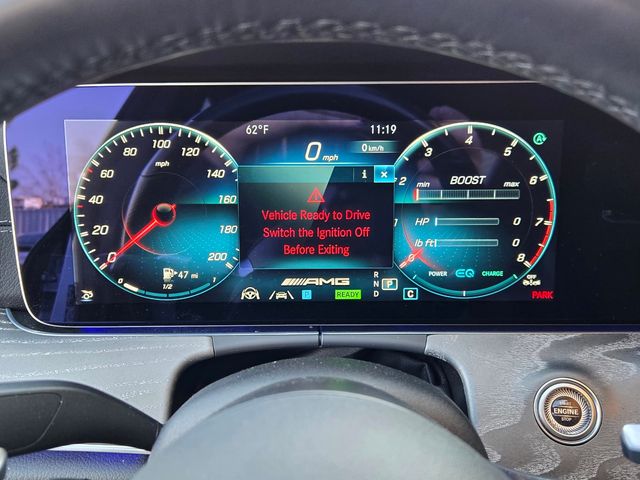 62°F
11:19
0 mph
0 km/h
i ×
Vehicle Ready to Drive
Switch the Ignition Off
Before Exiting
AMG
READY
P
R
N
D
P
C
0
20
40
60
80
100
120
140
160
180
200
mph
47 mi
0
1/2
2
3
4
5
6
7
8
BOOST
min
max
HP
0
lb ft
0
POWER
EQ
CHARGE
A
OFF
PARK
ENGINE
STOP